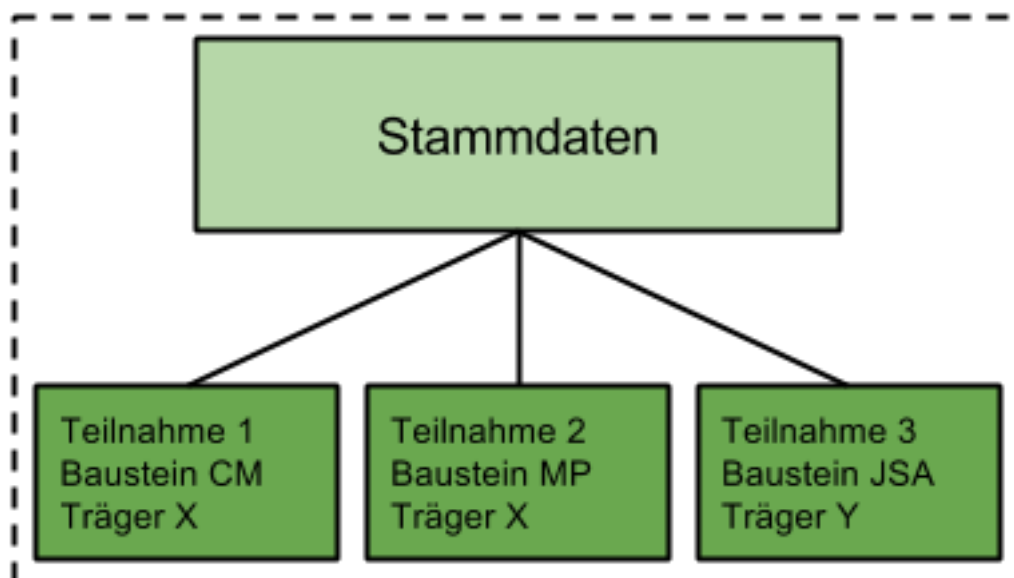 Stammdaten
Teilnahme 1
Baustein CM
Träger X
Teilnahme 2
Baustein MP
Träger X
Teilnahme 3
Baustein JSA
Träger Y